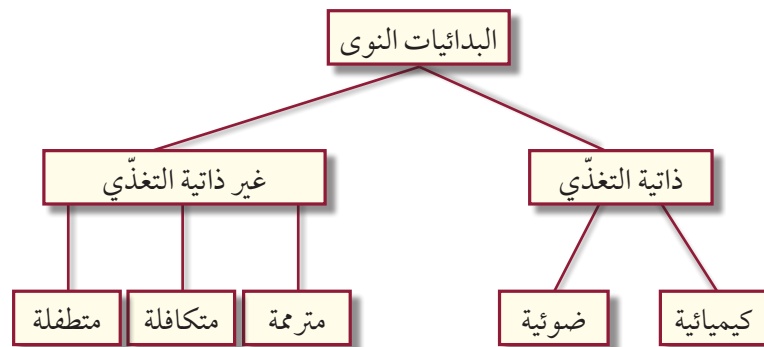 البدائيات النوى
ذاتية التغذّي
غير ذاتية التغذّي
كيميائية
ضوئية
مترممة
متكافلة
متطفلة